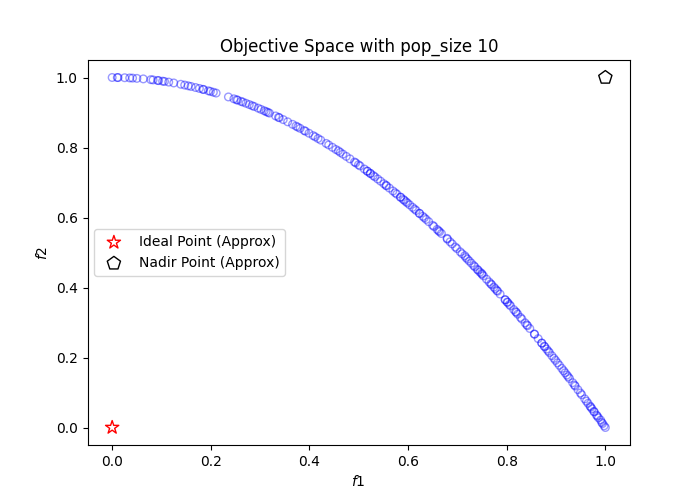 Objective Space with pop_size 10
f2
1.0
0.8
0.6
0.4
0.2
0.0
Ideal Point (Approx)
Nadir Point (Approx)
0.0 0.2 0.4 0.6 0.8 1.0
f1